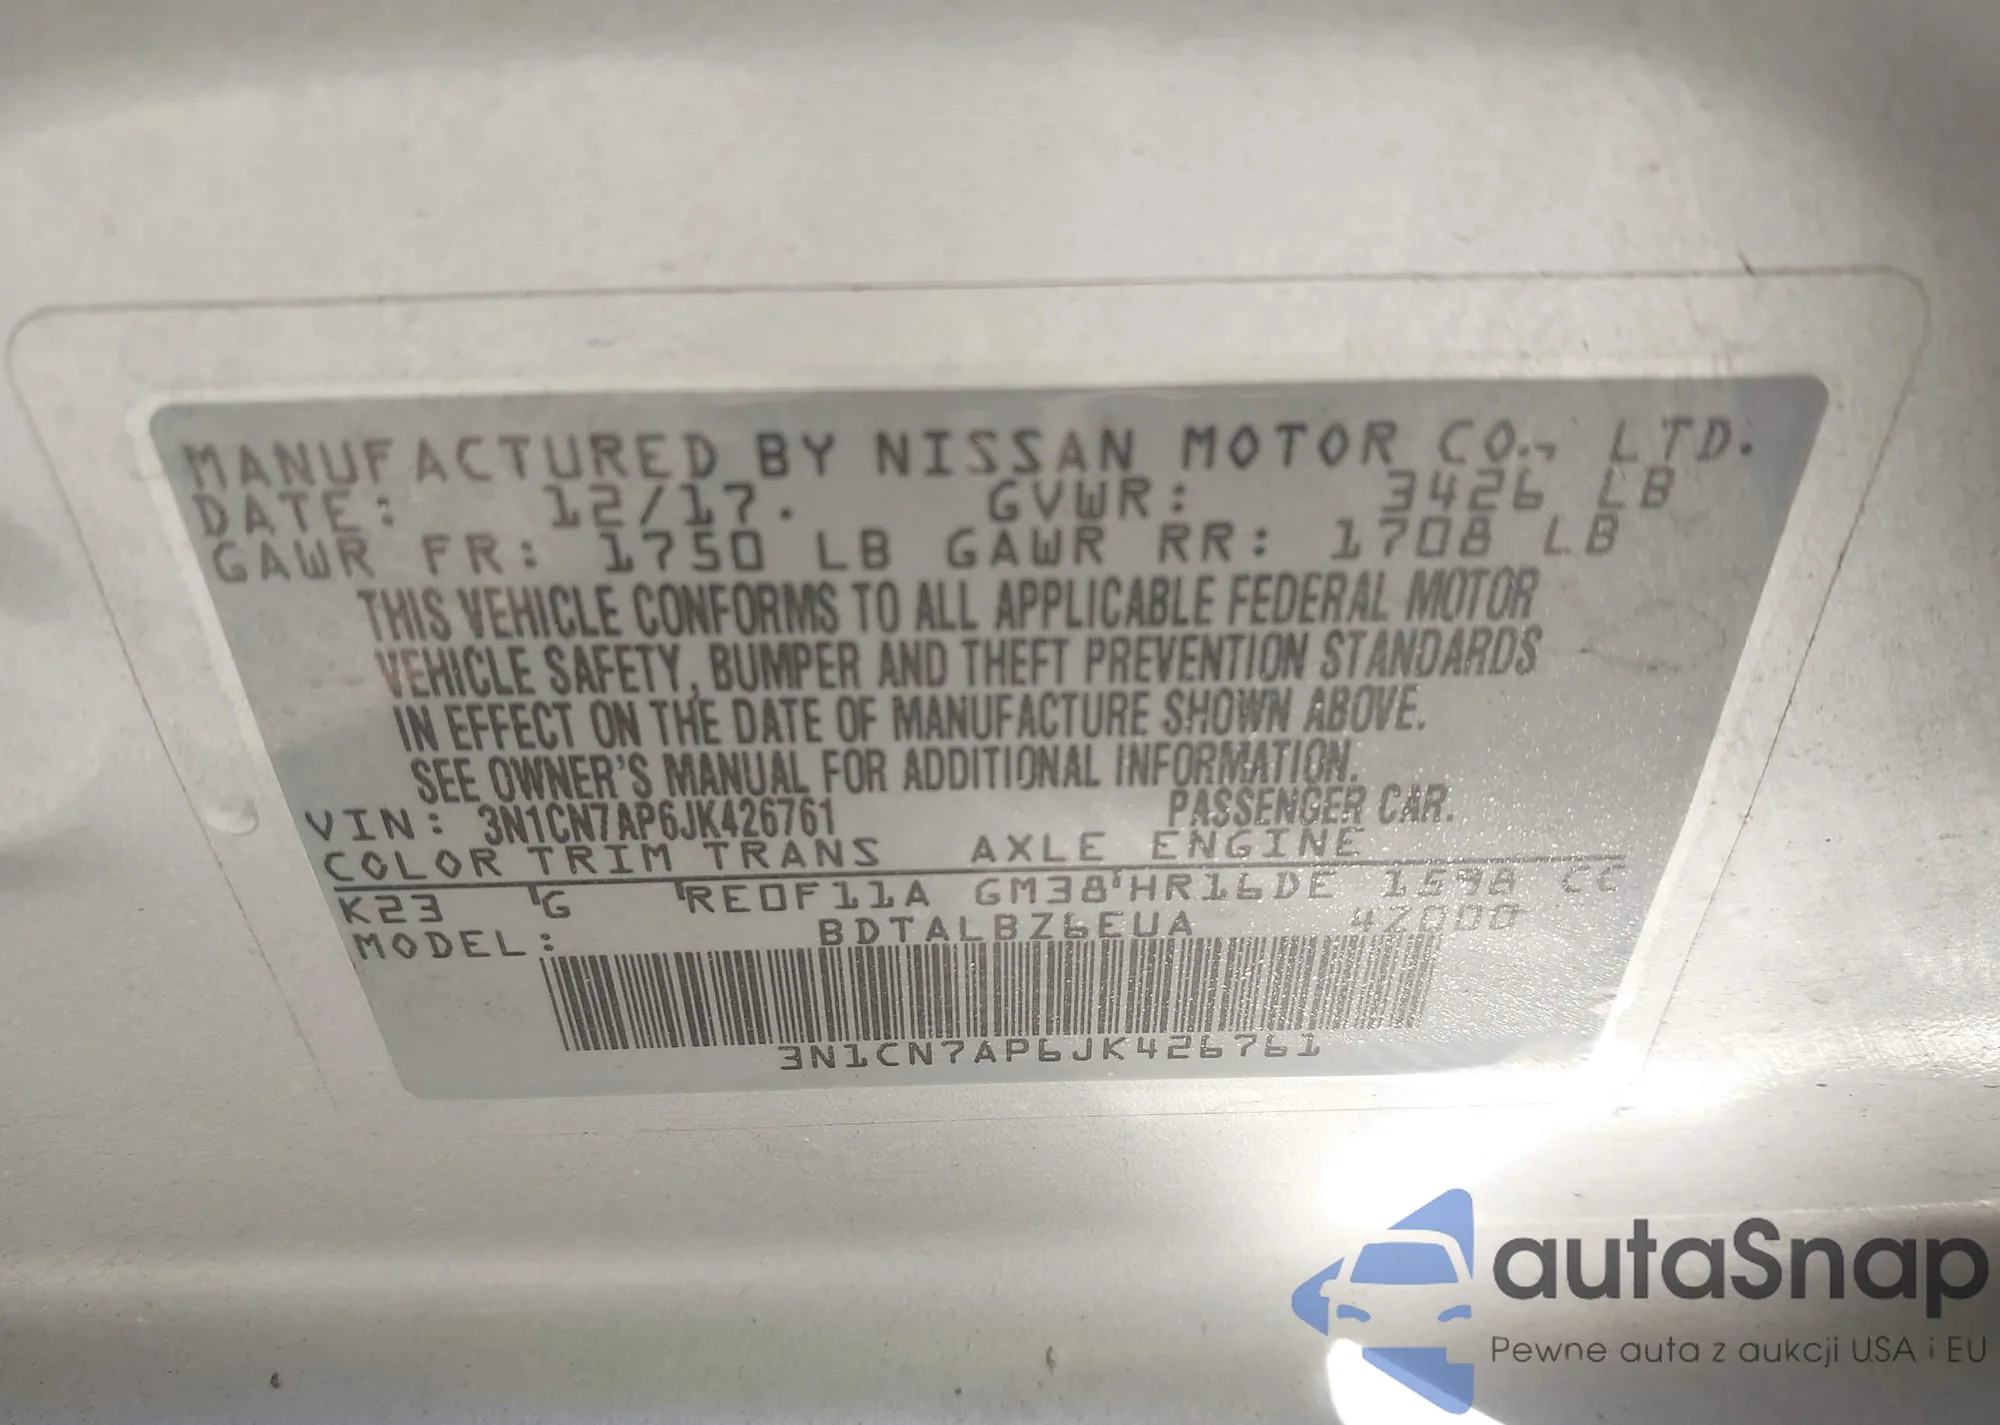 MANUFACTURED BY NISSAN MOTOR CO., LTD.
DATE: 12/17. GVWR: 3426 LB
GAWR FR: 1750 LB GAWR RR: 1708 LB
THIS VEHICLE CONFORMS TO ALL APPLICABLE FEDERAL MOTOR
VEHICLE SAFETY, BUMPER AND THEFT PREVENTION STANDARDS
IN EFFECT ON THE DATE OF MANUFACTURE SHOWN ABOVE.
SEE OWNER'S MANUAL FOR ADDITIONAL INFORMATION.
VIN: 3N1CN7AP6JK426761 PASSENGER CAR.
COLOR TRIM TRANS AXLE ENGINE
K23 G RE0F11A GM38 HR16DE 1598 CC
MODEL: BDTALBZ6EUA 42000
3N1CN7AP6JK426761
autaSnap
Pewne auta z aukcji USA i EU